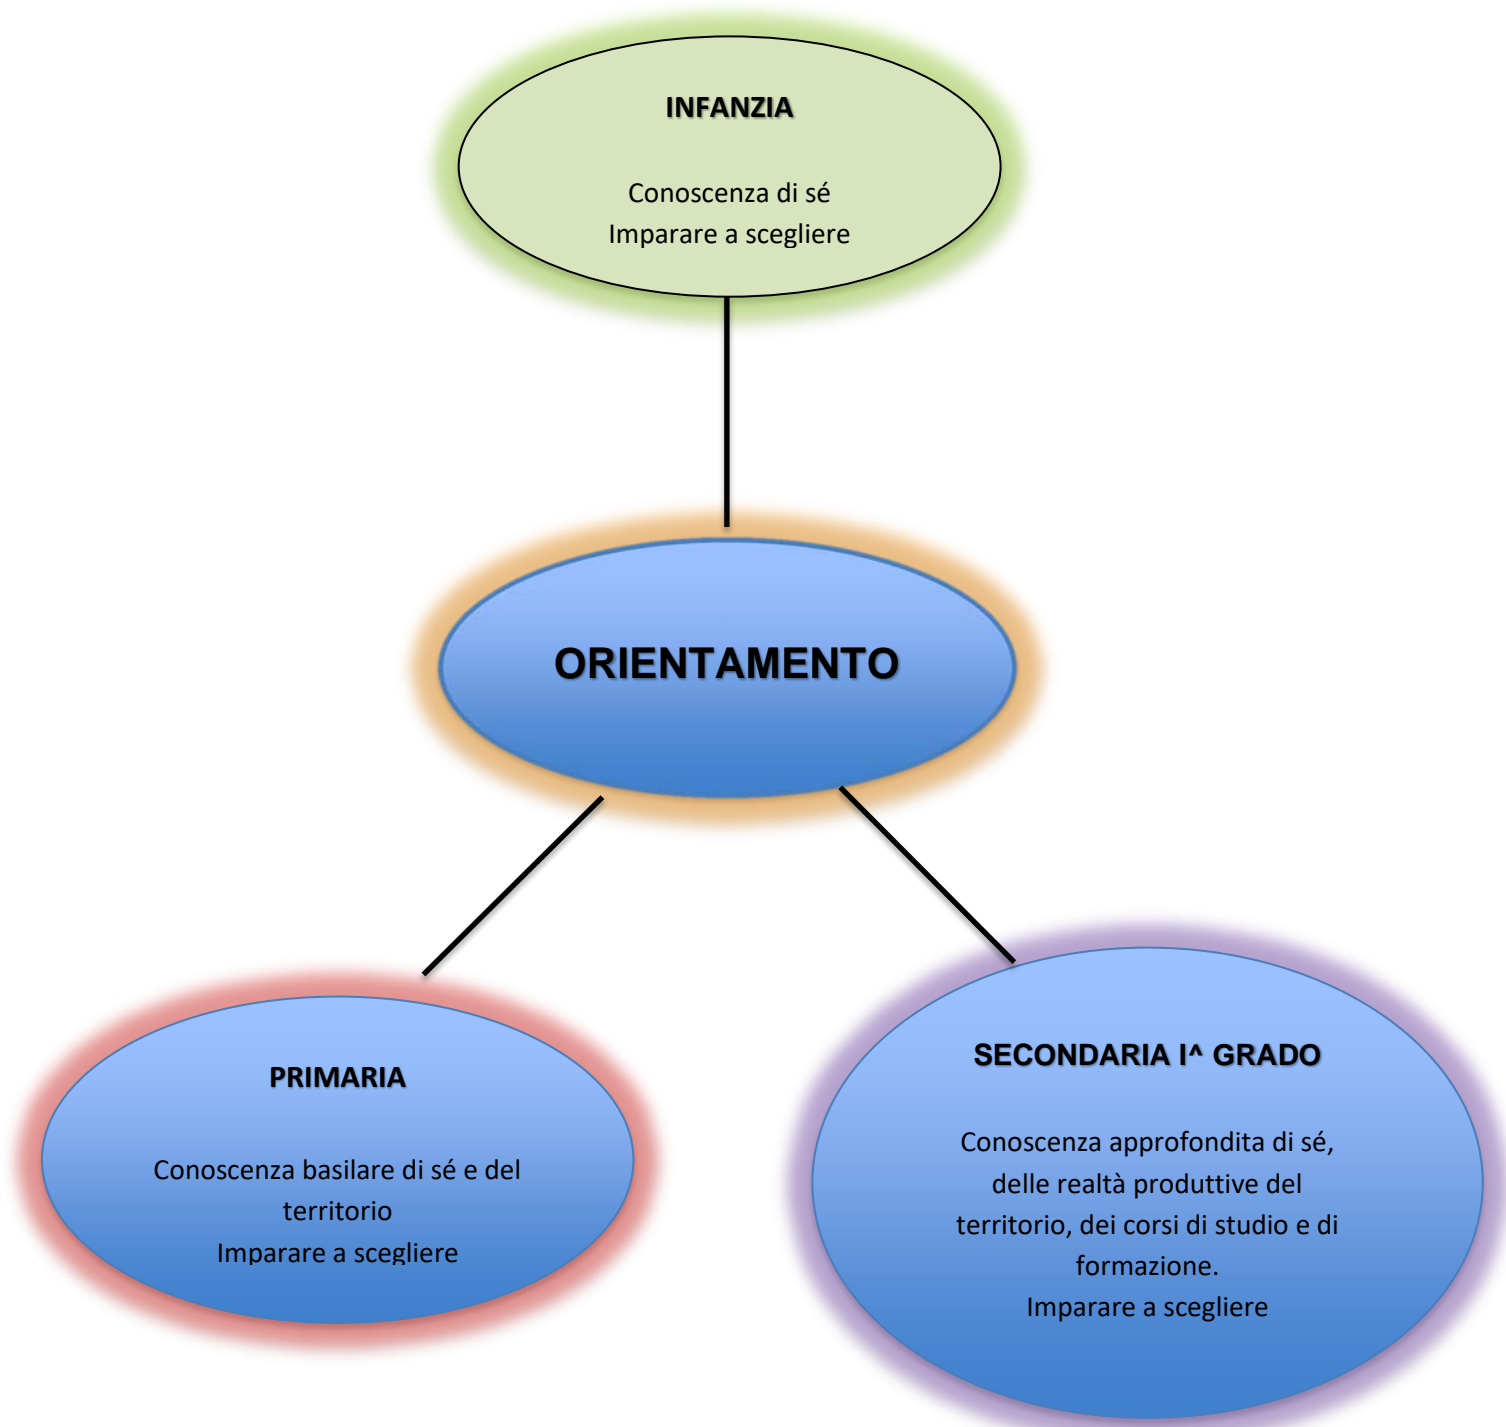 INFANZIA
Conoscenza di sé
Imparare a scegliere
ORIENTAMENTO
PRIMARIA
Conoscenza basilare di sé e del
territorio
Imparare a scegliere
SECONDARIA I^ GRADO
Conoscenza approfondita di sé,
delle realtà produttive del
territorio, dei corsi di studio e di
formazione.
Imparare a scegliere